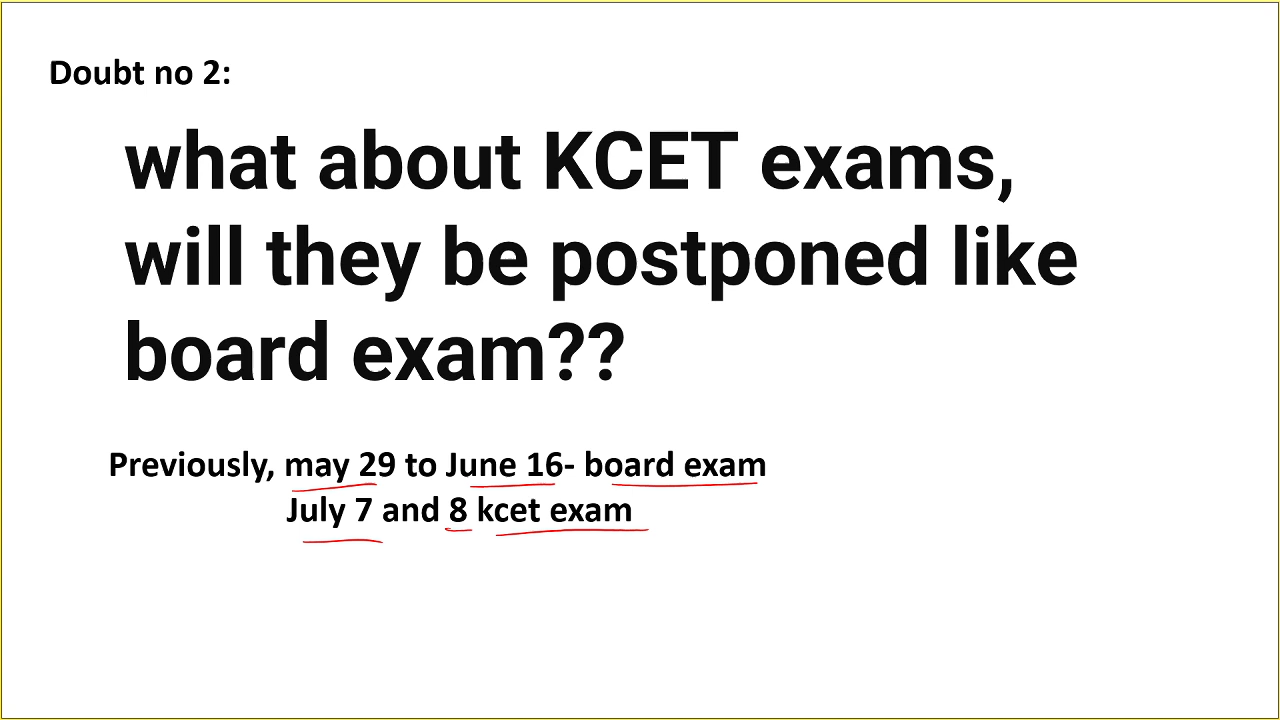 Doubt no 2:
what about KCET exams,
will they be postponed like
board exam??
Previously, may 29 to June 16- board exam
July 7 and 8 kcet exam